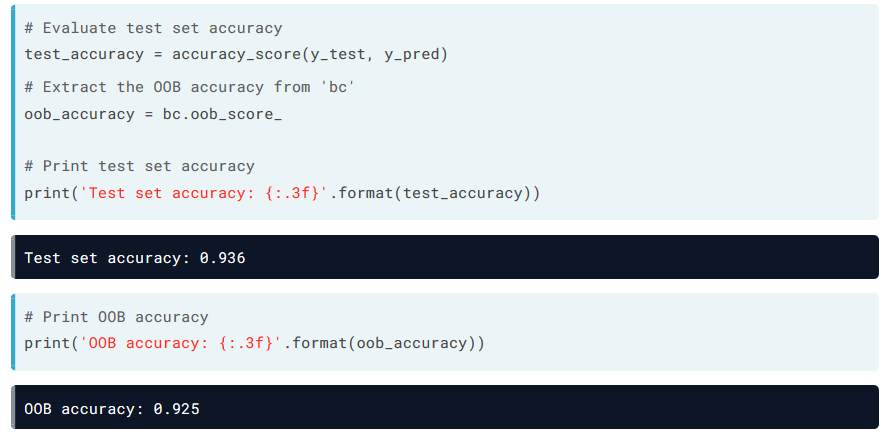 # Evaluate test set accuracy
test_accuracy = accuracy_score(y_test, y_pred)
# Extract the OOB accuracy from 'bc'
oob_accuracy = bc.oob_score_
# Print test set accuracy
print('Test set accuracy: {:.3f}'.format(test_accuracy))
Test set accuracy: 0.936
# Print OOB accuracy
print('OOB accuracy: {:.3f}'.format(oob_accuracy))
OOB accuracy: 0.925